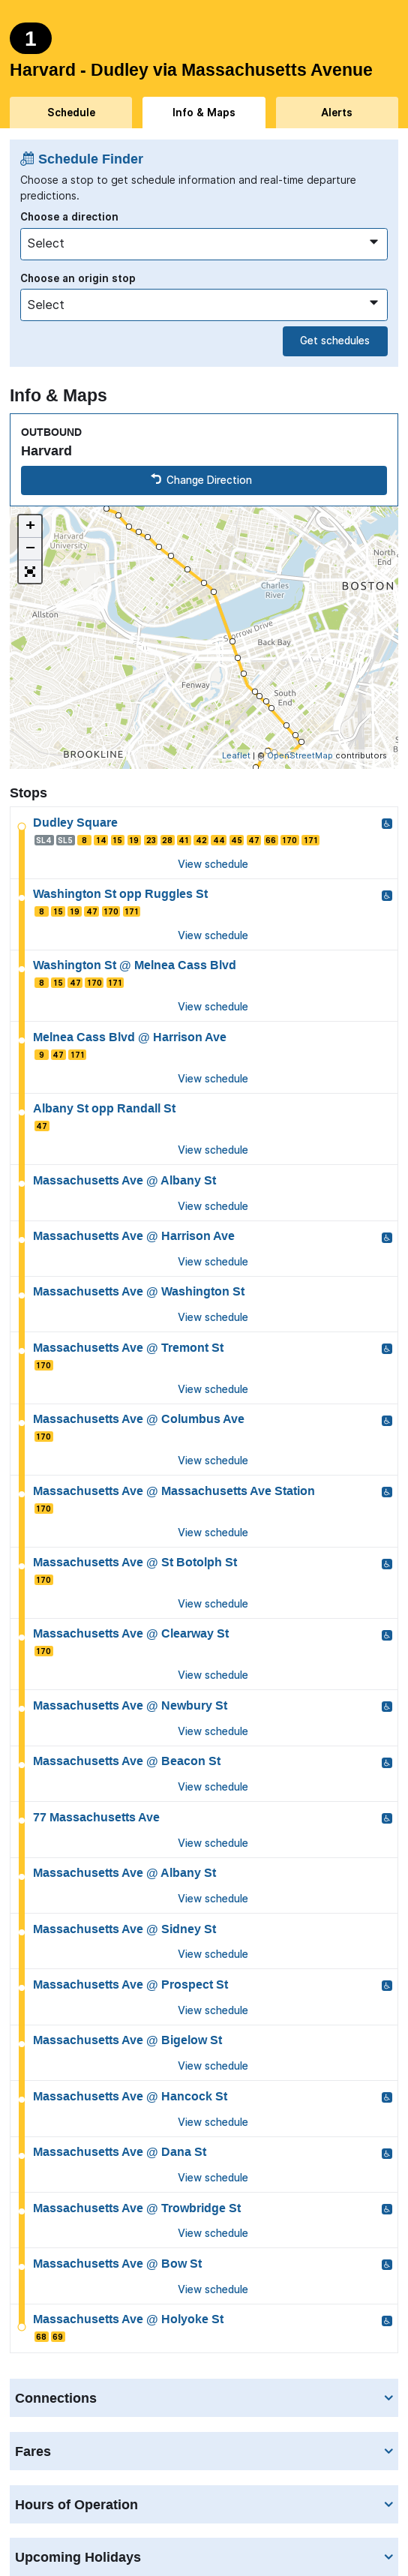 1
Harvard - Dudley via Massachusetts Avenue
Schedule
Info & Maps
Alerts
Schedule Finder
Choose a stop to get schedule information and real-time departure
predictions.
Choose a direction
Select
Choose an origin stop
Select
Get schedules
Info & Maps
OUTBOUND
Harvard
Change Direction
+
−
Harvard
University
North
End
Charles
River
BOSTON
Allston
Storrow Drive
Back Bay
Fenway
South
End
BROOKLINE
Leaflet | © OpenStreetMap contributors
Stops
Dudley Square
SL4 SL5 8 14 15 19 23 28 41 42 44 45 47 66 170 171
View schedule
Washington St opp Ruggles St
8 15 19 47 170 171
View schedule
Washington St @ Melnea Cass Blvd
8 15 47 170 171
View schedule
Melnea Cass Blvd @ Harrison Ave
9 47 171
View schedule
Albany St opp Randall St
47
View schedule
Massachusetts Ave @ Albany St
View schedule
Massachusetts Ave @ Harrison Ave
View schedule
Massachusetts Ave @ Washington St
View schedule
Massachusetts Ave @ Tremont St
170
View schedule
Massachusetts Ave @ Columbus Ave
170
View schedule
Massachusetts Ave @ Massachusetts Ave Station
170
View schedule
Massachusetts Ave @ St Botolph St
170
View schedule
Massachusetts Ave @ Clearway St
170
View schedule
Massachusetts Ave @ Newbury St
View schedule
Massachusetts Ave @ Beacon St
View schedule
77 Massachusetts Ave
View schedule
Massachusetts Ave @ Albany St
View schedule
Massachusetts Ave @ Sidney St
View schedule
Massachusetts Ave @ Prospect St
View schedule
Massachusetts Ave @ Bigelow St
View schedule
Massachusetts Ave @ Hancock St
View schedule
Massachusetts Ave @ Dana St
View schedule
Massachusetts Ave @ Trowbridge St
View schedule
Massachusetts Ave @ Bow St
View schedule
Massachusetts Ave @ Holyoke St
68 69
Connections
Fares
Hours of Operation
Upcoming Holidays